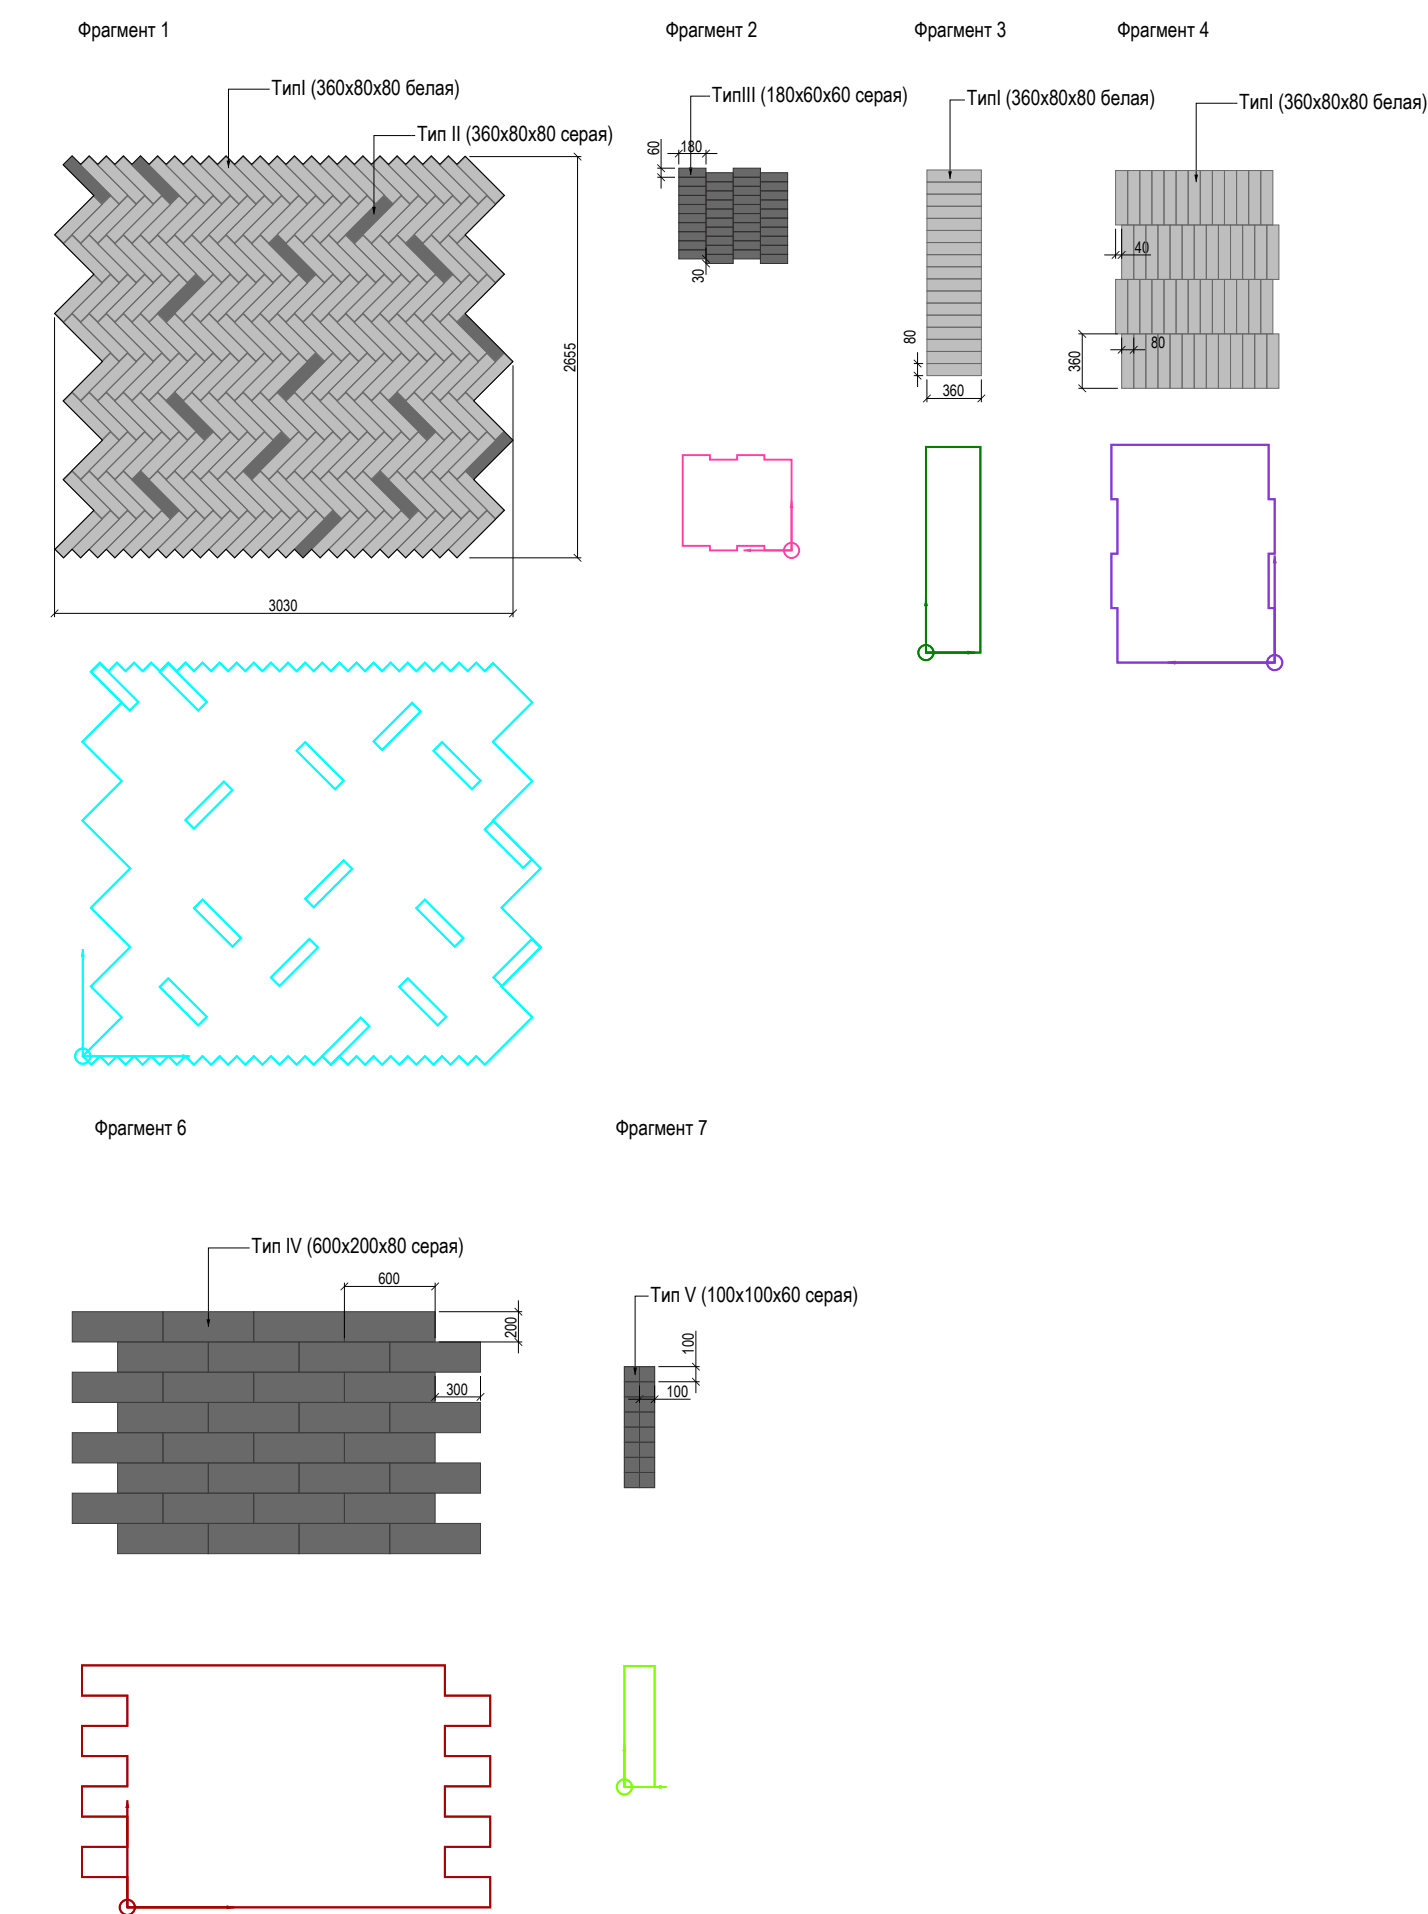 Фрагмент 1
Фрагмент 2
Фрагмент 3
Фрагмент 4
ТипI (360x80x80 белая)
Тип II (360x80x80 серая)
2655
3030
ТипIII (180x60x60 серая)
60
180
30
ТипI (360x80x80 белая)
80
360
ТипI (360x80x80 белая)
40
80
360
Фрагмент 6
Фрагмент 7
Тип IV (600x200x80 серая)
600
200
300
Тип V (100x100x60 серая)
100
100